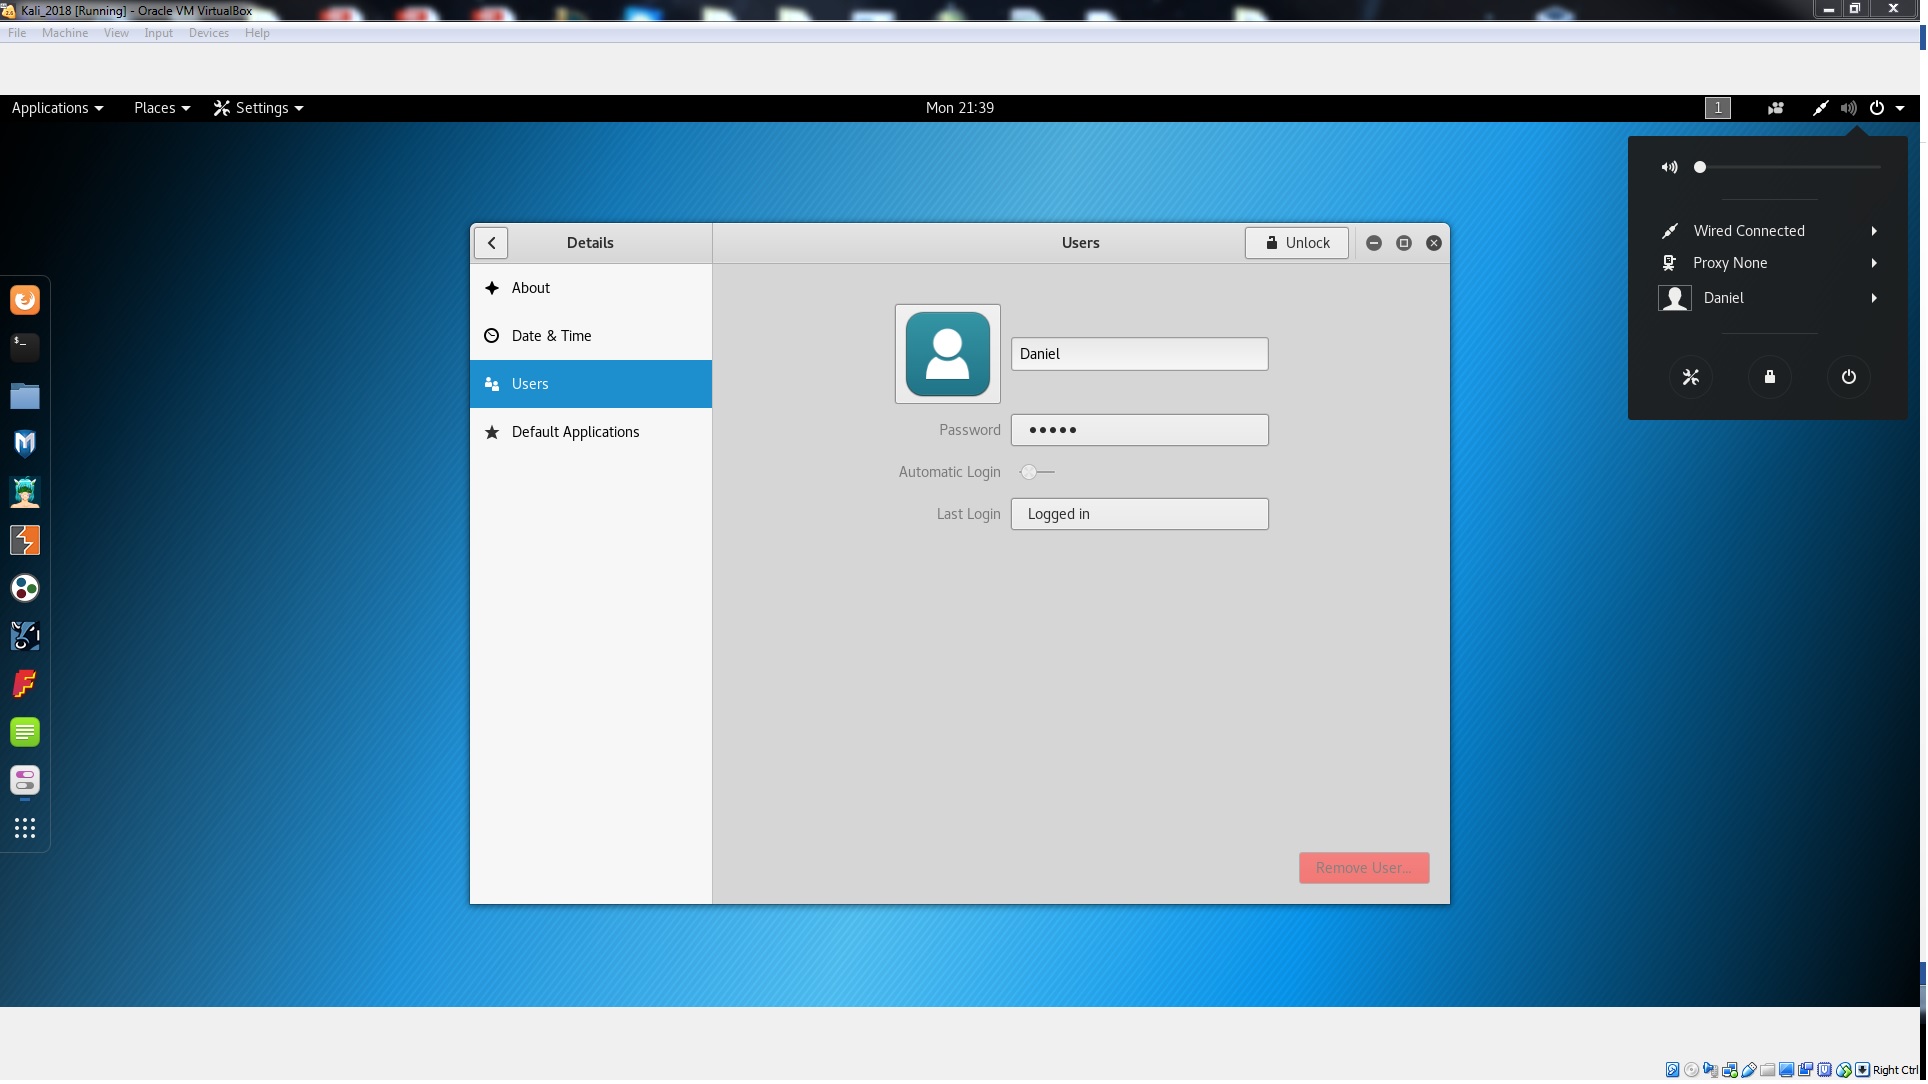 Kali_2018 [Running] - Oracle VM VirtualBox
File Machine View Input Devices Help
Applications Places Settings Mon 21:39 1
Details Users Unlock
About
Date & Time
Users
Default Applications
Daniel
Password •••••
Automatic Login
Last Login Logged in
Remove User...
Wired Connected
Proxy None
Daniel
Right Ctrl